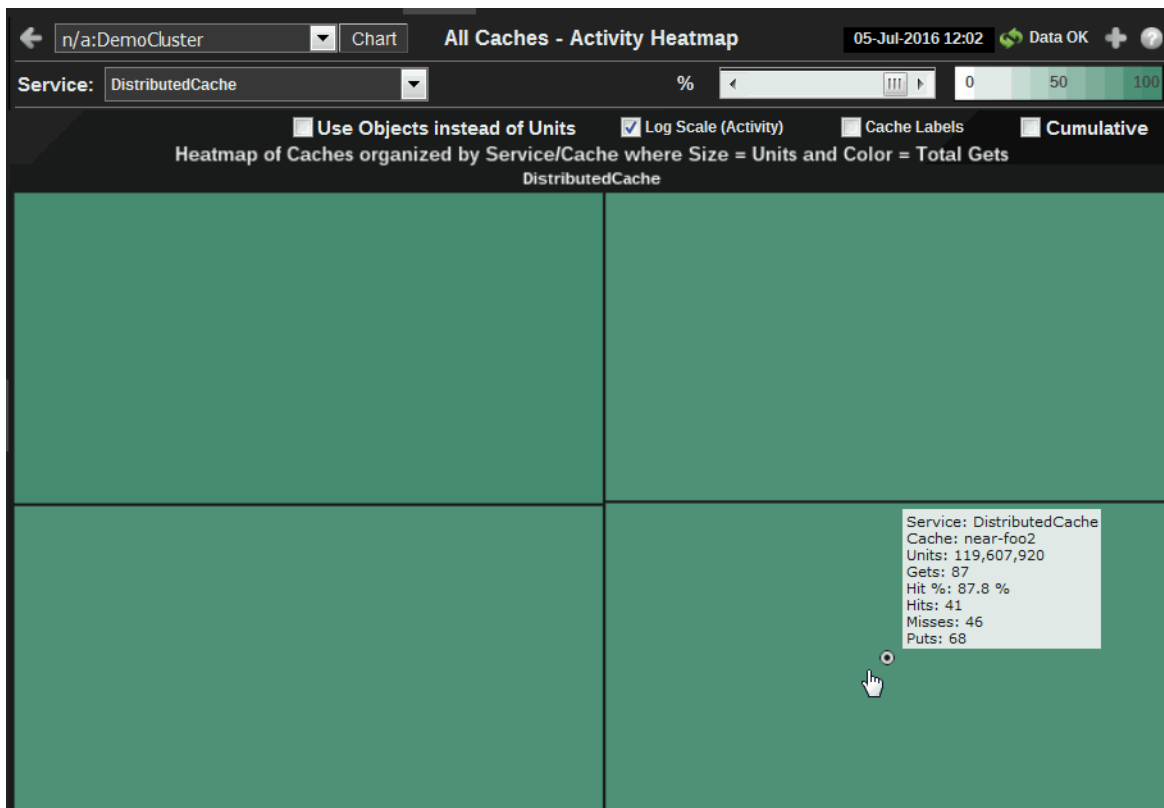 n/a:DemoCluster Chart All Caches - Activity Heatmap 05-Jul-2016 12:02 Data OK ?
Service: DistributedCache % 0 50 100
Use Objects instead of Units Log Scale (Activity) Cache Labels Cumulative
Heatmap of Caches organized by Service/Cache where Size = Units and Color = Total Gets
DistributedCache
Service: DistributedCache
Cache: near-foo2
Units: 119,607,920
Gets: 87
Hit %: 87.8 %
Hits: 41
Misses: 46
Puts: 68